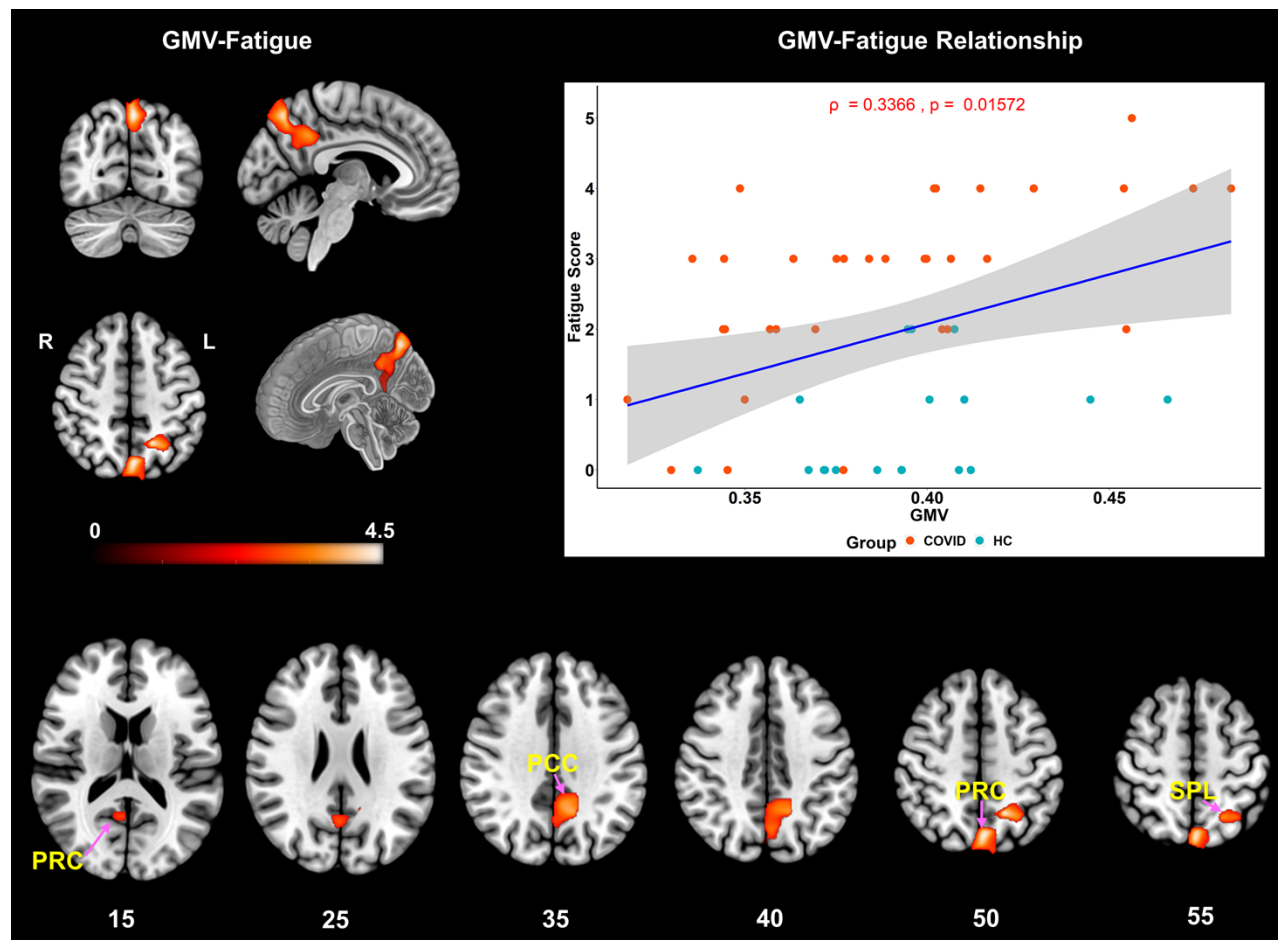 GMV-Fatigue
GMV-Fatigue Relationship
R
L
0
4.5
ρ = 0.3366 , p = 0.01572
Fatigue Score
5
4
3
2
1
0
0.35
0.40
0.45
GMV
Group COVID HC
PRC
PCC
PRC
SPL
15
25
35
40
50
55